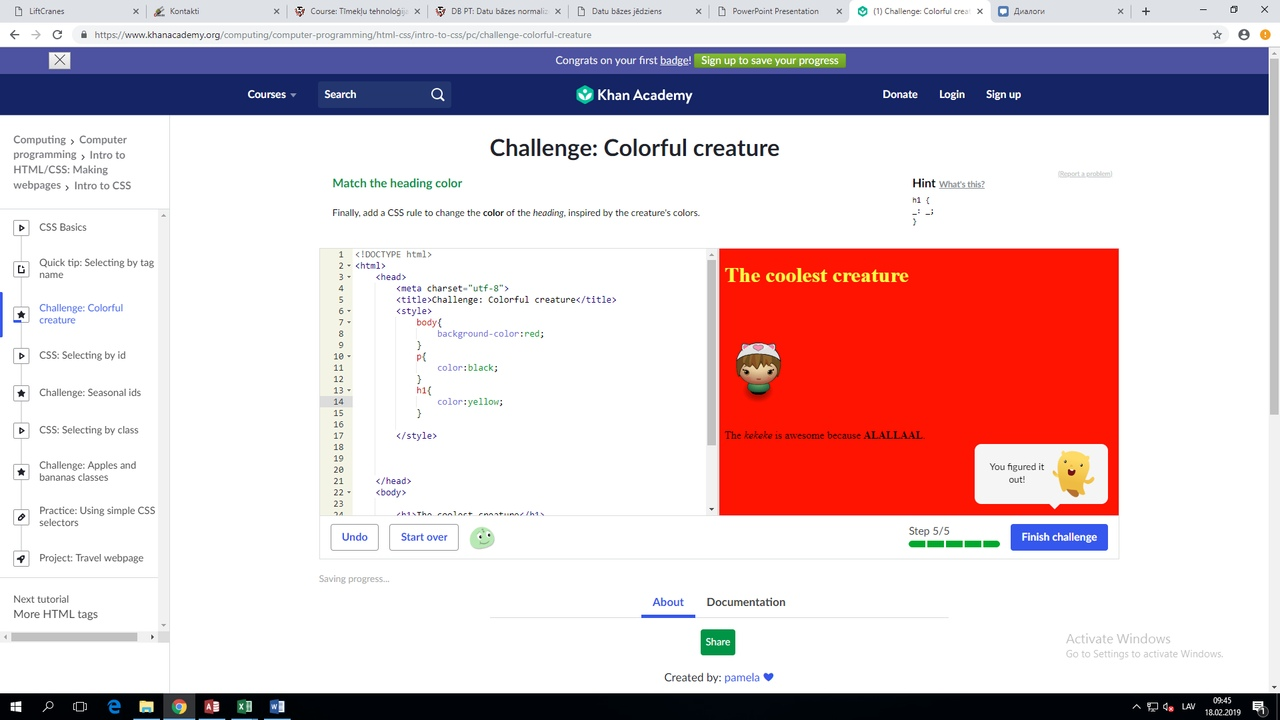 LiftCranes
Kontakti
Course: Tīmekļu tehnoloģij
DB PT: Datu bāzes normaliz
Datu bāzes jēdziens
PowerPoint Presentation
(1) Challenge: Colorful crea
Диалоги
https://www.khanacademy.org/computing/computer-programming/html-css/intro-to-css/pc/challenge-colorful-creature
Congrats on your first badge! Sign up to save your progress
Courses
Search
Khan Academy
Donate
Login
Sign up
Computing > Computer
programming > Intro to
HTML/CSS: Making
webpages > Intro to CSS
CSS Basics
Quick tip: Selecting by tag
name
Challenge: Colorful
creature
CSS: Selecting by id
Challenge: Seasonal ids
CSS: Selecting by class
Challenge: Apples and
bananas classes
Practice: Using simple CSS
selectors
Project: Travel webpage
Next tutorial
More HTML tags
Challenge: Colorful creature
Match the heading color
Finally, add a CSS rule to change the color of the heading, inspired by the creature's colors.
(Report a problem)
Hint What's this?
h1 {
_: _;
}
1 <!DOCTYPE html>
2 <html>
3 <head>
4 <meta charset="utf-8">
5 <title>Challenge: Colorful creature</title>
6 <style>
7 body{
8 background-color:red;
9 }
10 p{
11 color:black;
12 }
13 h1{
14 color:yellow;
15 }
16
17 </style>
18
19
20
21 </head>
22 <body>
23
24 <h1>The coolest creature</h1>
The coolest creature
The kekeke is awesome because ALALLAAL.
You figured it
out!
Undo
Start over
Step 5/5
Finish challenge
Saving progress...
About
Documentation
Share
Created by: pamela
Activate Windows
Go to Settings to activate Windows.
LAV
09:45
18.02.2019
1